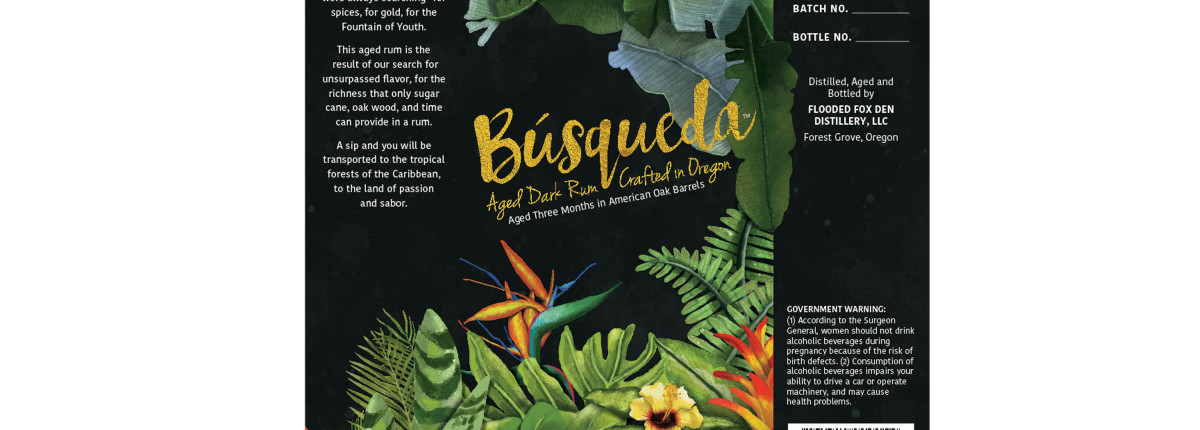 spices, for gold, for the
Fountain of Youth.
This aged rum is the
result of our search for
unsurpassed flavor, for the
richness that only sugar
cane, oak wood, and time
can provide in a rum.
A sip and you will be
transported to the tropical
forests of the Caribbean,
to the land of passion
and sabor.
Búsqueda™
Aged Dark Rum Crafted in Oregon
Aged Three Months in American Oak Barrels
BATCH NO. __________
BOTTLE NO. __________
Distilled, Aged and
Bottled by
FLOODED FOX DEN
DISTILLERY, LLC
Forest Grove, Oregon
GOVERNMENT WARNING:
(1) According to the Surgeon
General, women should not drink
alcoholic beverages during
pregnancy because of the risk of
birth defects. (2) Consumption of
alcoholic beverages impairs your
ability to drive a car or operate
machinery, and may cause
health problems.